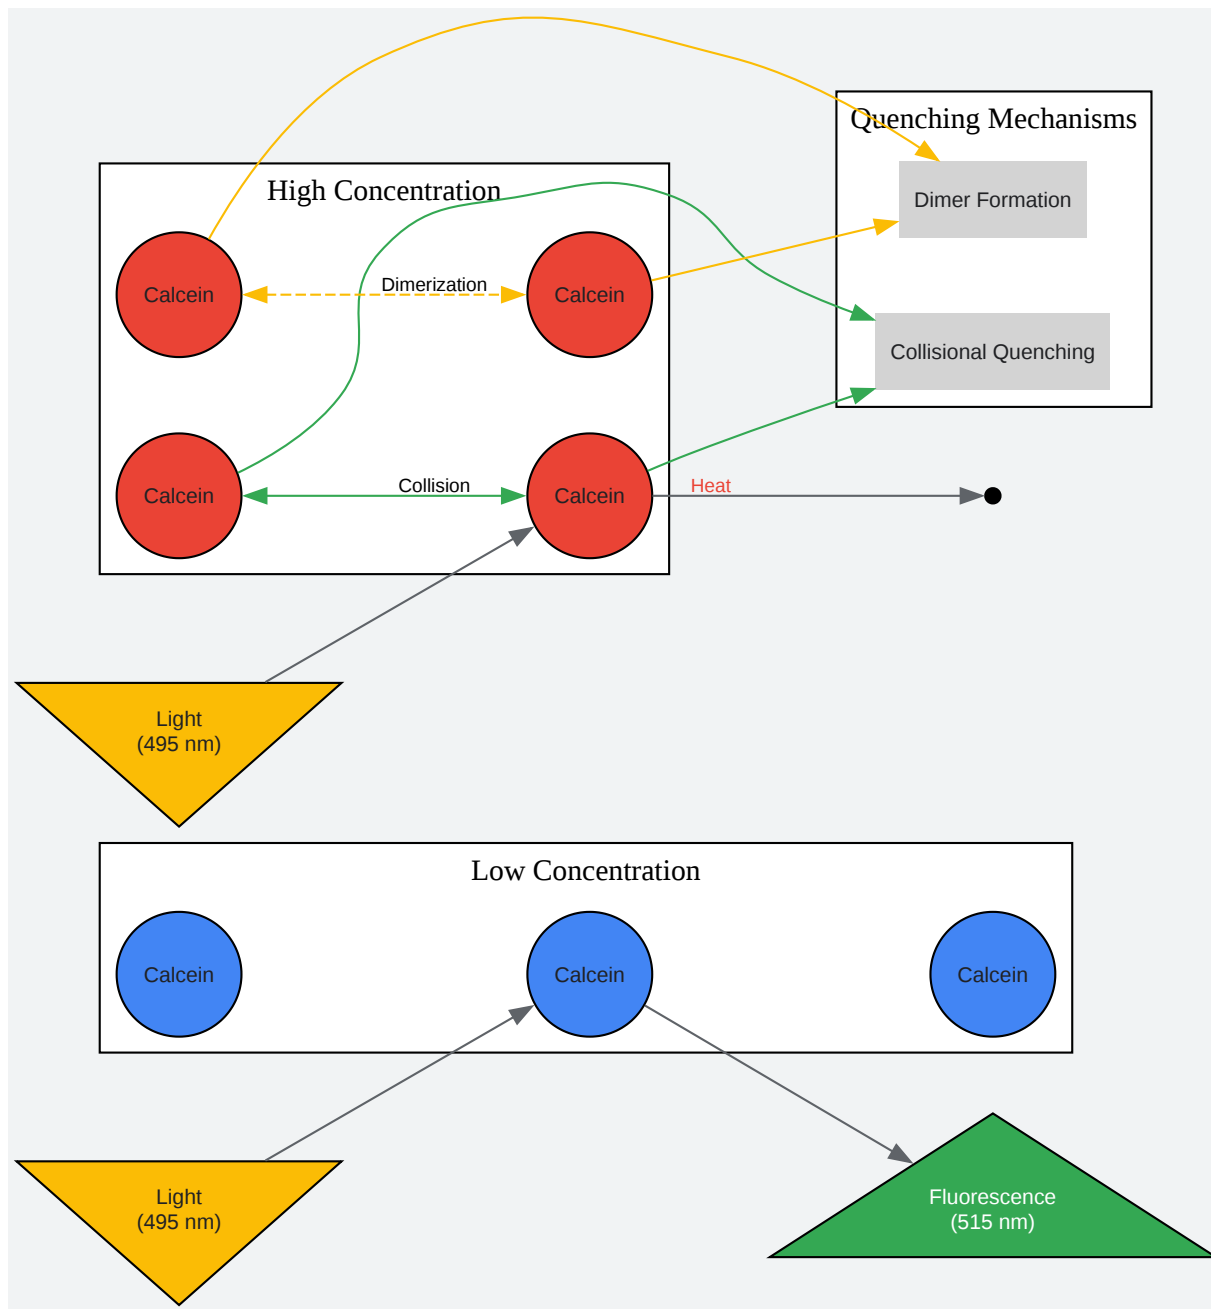 Quenching Mechanisms
High Concentration
Dimer Formation
Calcein
Dimerization
Calcein
Collisional Quenching
Calcein
Collision
Calcein
Heat
Light
(495 nm)
Low Concentration
Calcein
Calcein
Calcein
Light
(495 nm)
Fluorescence
(515 nm)